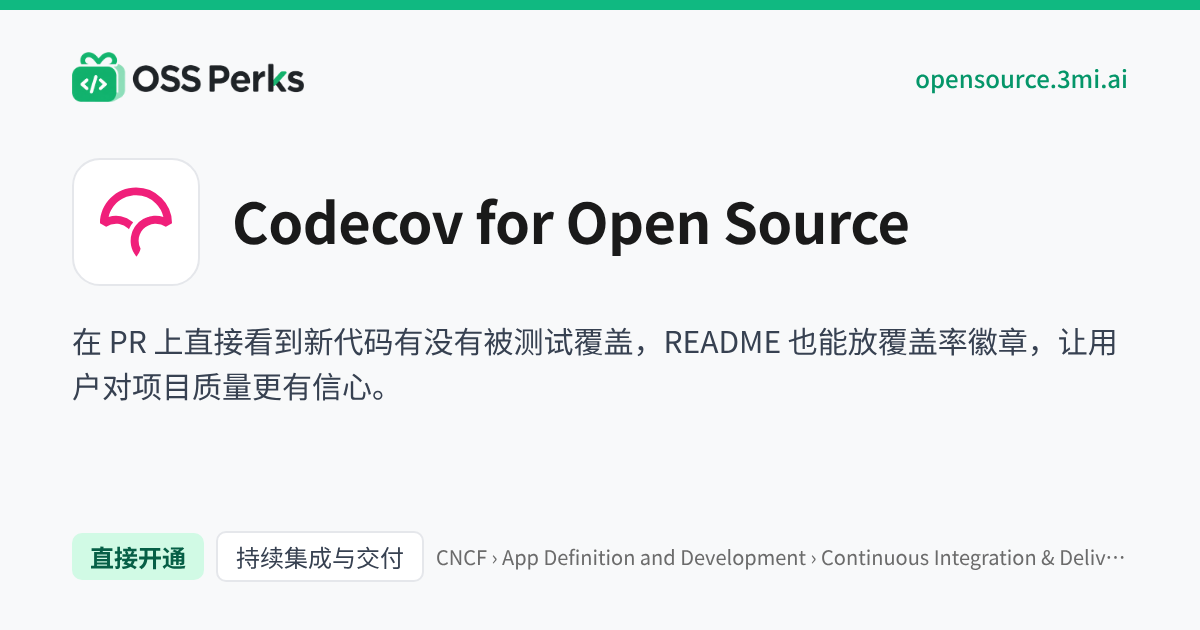 OSS Perks
opensource.3mi.ai
Codecov for Open Source
在 PR 上直接看到新代码有没有被测试覆盖，README 也能放覆盖率徽章，让用
户对项目质量更有信心。
直接开通
持续集成与交付
CNCF › App Definition and Development › Continuous Integration & Deliv…